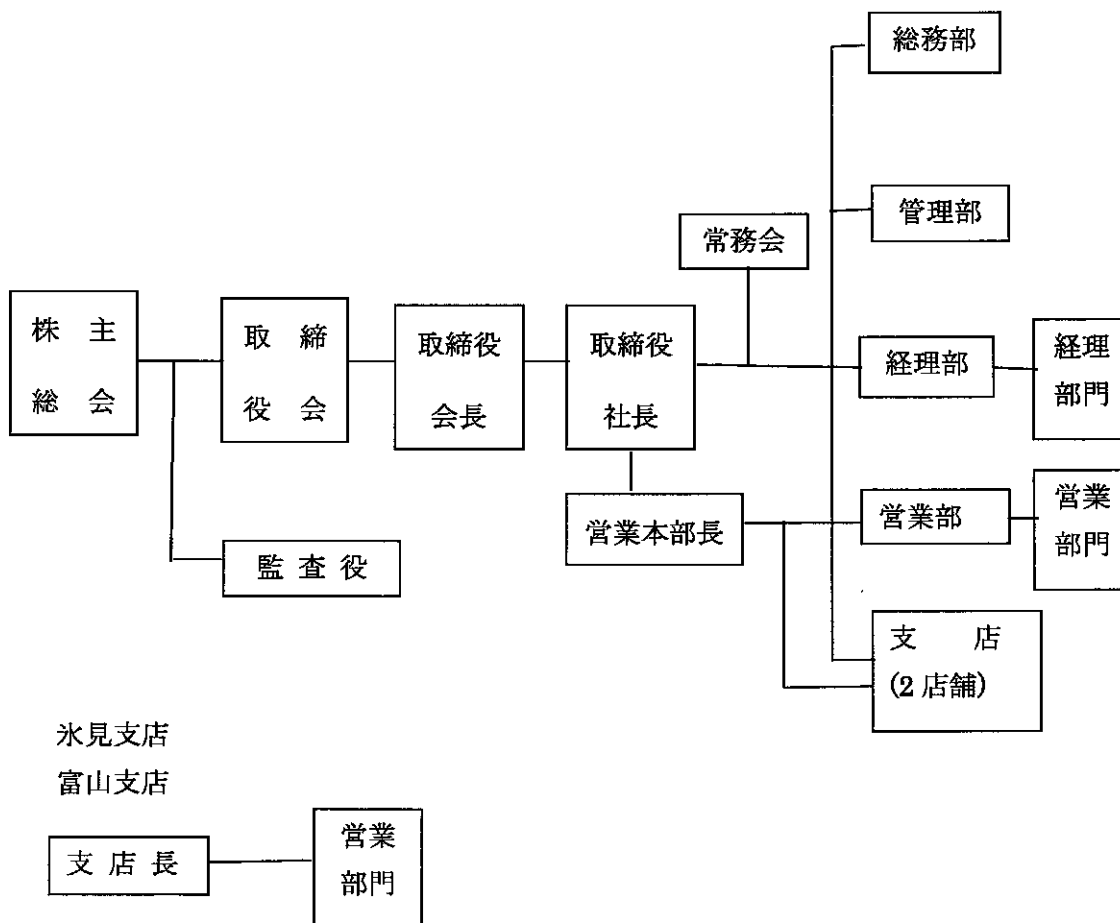 総務部
管理部
常務会
株主
総会
取締
役会
取締役
会長
取締役
社長
経理部
経理
部門
営業本部長
営業部
営業
部門
監査役
支店
(2店舗)
氷見支店
富山支店
支店長
営業
部門